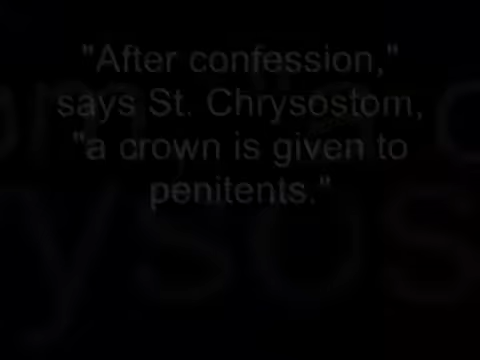 "After confession,"
says St. Chrysostom,
"a crown is given to
penitents."